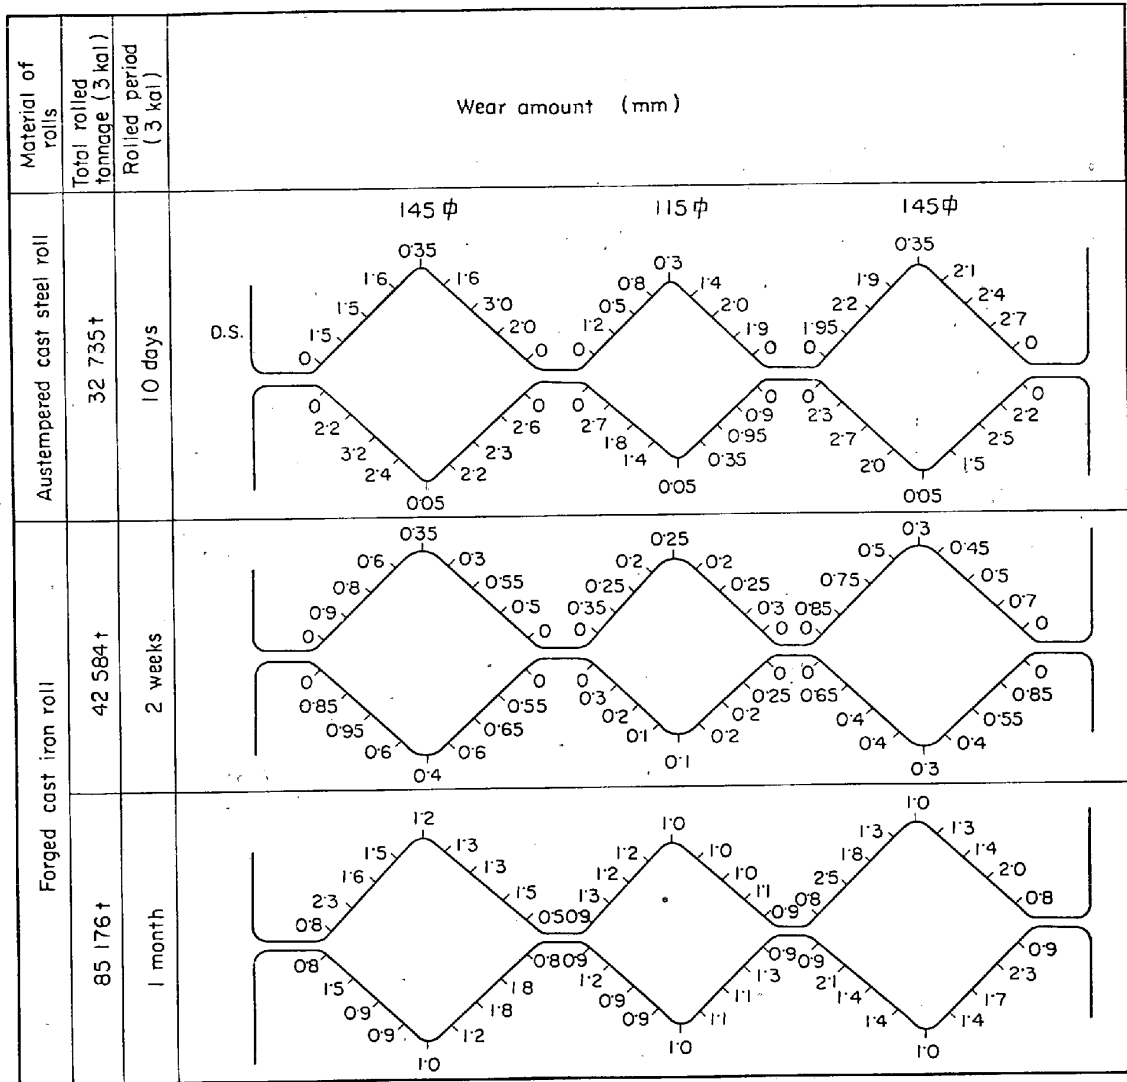 Material of
rolls
Total rolled
tonnage (3 kal)
Rolled period
(3 kal)
Wear amount (mm)
Austempered cast steel roll
32 735t
10 days
145⌽ 115⌽ 145⌽
D.S.
0 1·5 1·5 1·6 0·35 1·6 3·0 2·0 0
0 1·2 0·5 0·8 0·3 1·4 2·0 1·9 0
0 1·95 2·2 1·9 0·35 2·1 2·4 2·7 0
0 2·2 3·2 2·4 0·05 2·2 2·3 2·6 0
0 2·7 1·8 1·4 0·05 0·35 0·95 0·9 0
0 2·3 2·7 2·0 0·05 1·5 2·5 2·2 0
Forged cast iron roll
42 584t
2 weeks
0 0·9 0·8 0·6 0·35 0·3 0·55 0·5 0
0 0·35 0·25 0·2 0·25 0·2 0·25 0·3 0
0 0·85 0·75 0·5 0·3 0·45 0·5 0·7 0
0 0·85 0·95 0·6 0·4 0·6 0·65 0·55 0
0 0·3 0·2 0·1 0·1 0·2 0·2 0·25 0
0 0·65 0·4 0·4 0·3 0·4 0·55 0·85 0
85 176t
1 month
0·8 2·3 1·6 1·5 1·2 1·3 1·3 1·5 0·5
0·9 1·3 1·2 1·2 1·0 1·0 1·0 1·1 0·9
0·8 2·5 1·8 1·3 1·0 1·3 1·4 2·0 0·8
0·8 1·5 0·9 0·9 1·0 1·2 1·8 1·8 0·8
0·9 1·2 0·9 0·9 1·0 1·1 1·1 1·3 0·9
0·9 2·1 1·4 1·4 1·0 1·4 1·7 2·3 0·9